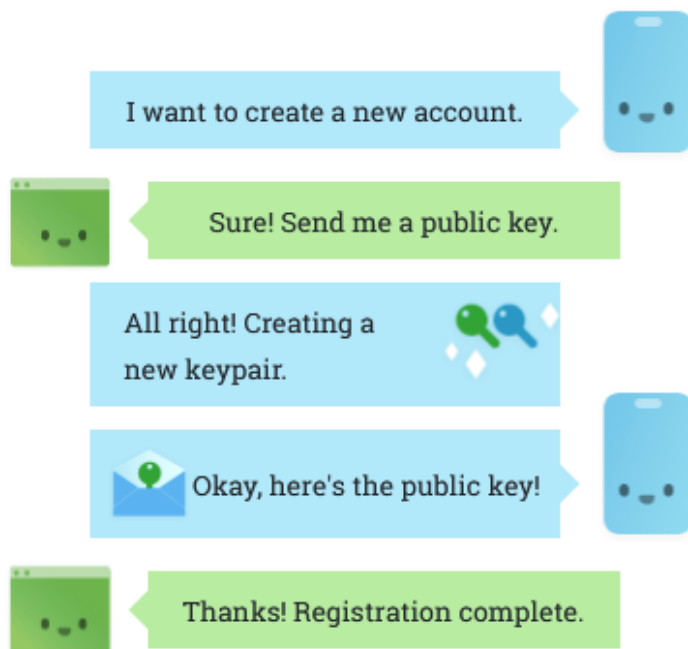 I want to create a new account.
Sure! Send me a public key.
All right! Creating a
new keypair.
Okay, here's the public key!
Thanks! Registration complete.